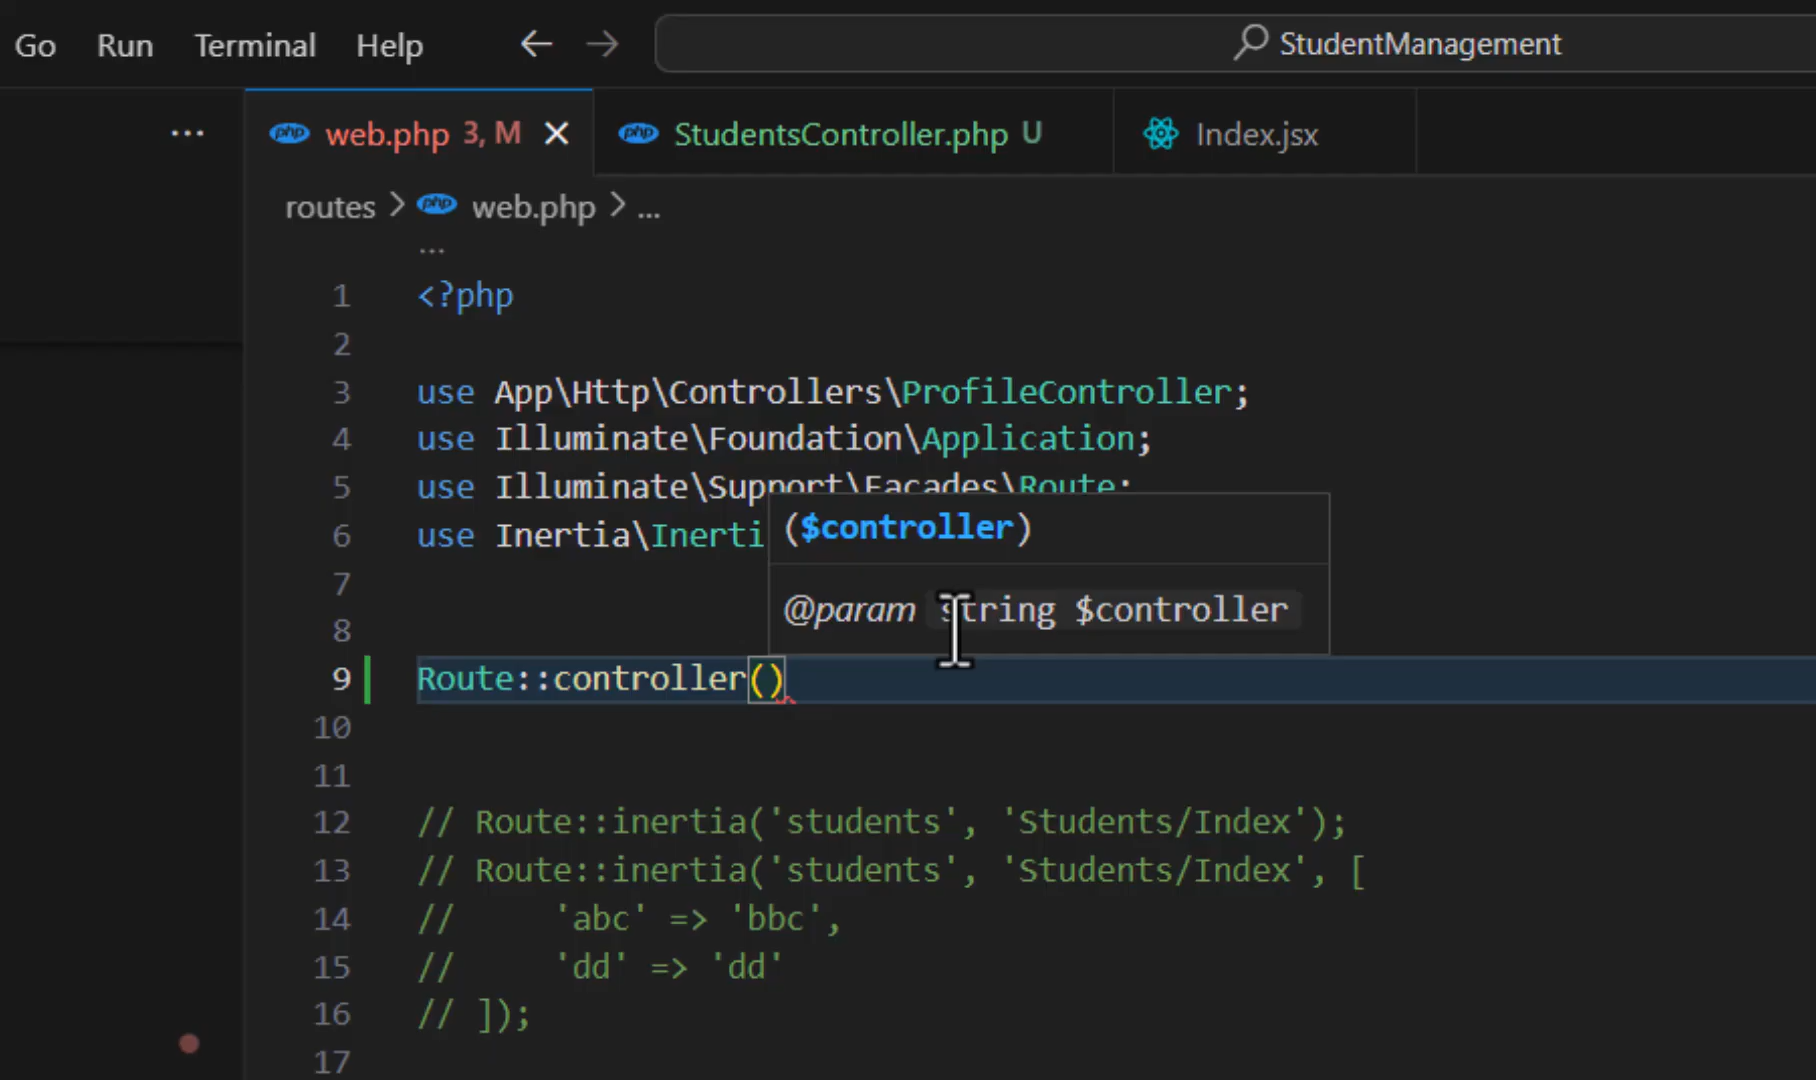 Go Run Terminal Help ← → StudentManagement
... php web.php 3, M × php StudentsController.php U Index.jsx
routes > php web.php > ...
...
1 <?php
2
3 use App\Http\Controllers\ProfileController;
4 use Illuminate\Foundation\Application;
5 use Illuminate\Support\Facades\Route;
6 use Inertia\Inerti
($controller)
7
@param string $controller
8
9 Route::controller()
10
11
12 // Route::inertia('students', 'Students/Index');
13 // Route::inertia('students', 'Students/Index', [
14 // 'abc' => 'bbc',
15 // 'dd' => 'dd'
16 // ]);
17